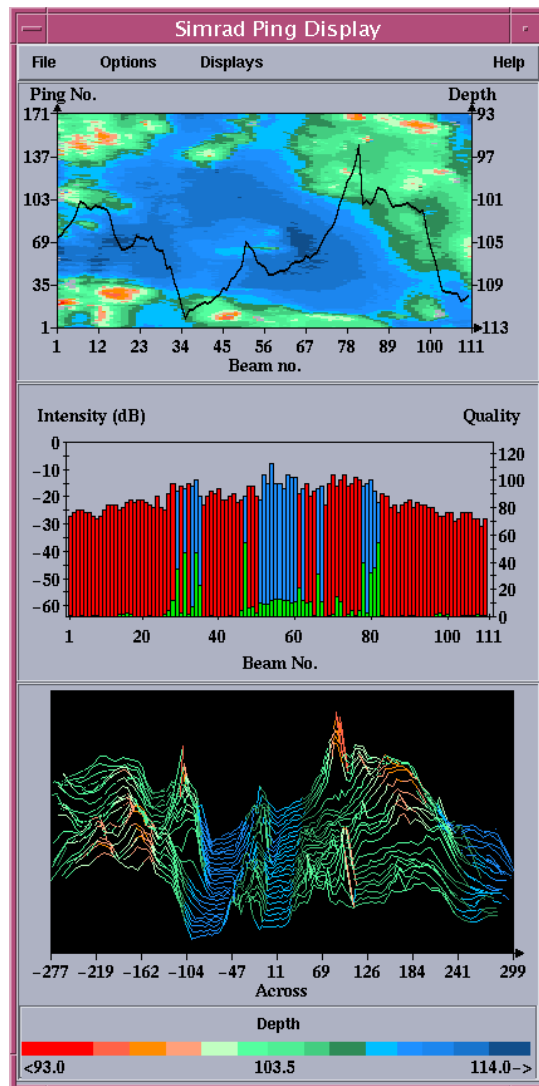 Simrad Ping Display
File Options Displays Help
Ping No. Depth
171 93
137 97
103 101
69 105
35 109
1 113
1 12 23 34 45 56 67 78 89 100 111
Beam no.
Intensity (dB) Quality
0 120
-10 100
-20 80
-30 60
-40 40
-50 20
-60 0
1 20 40 60 80 100 111
Beam No.
-277 -219 -162 -104 -47 11 69 126 184 241 299
Across
Depth
<93.0 103.5 114.0->